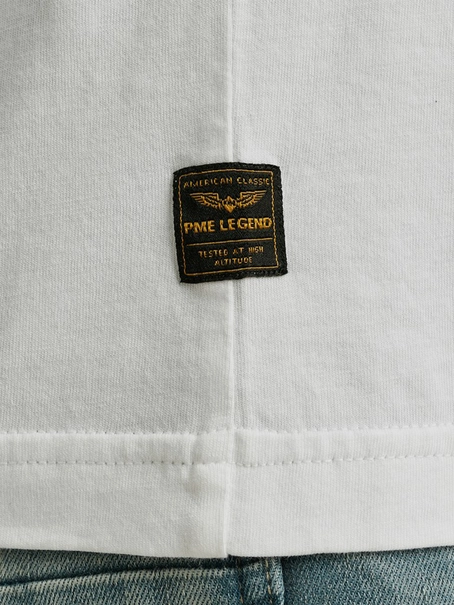 AMERICAN CLASSIC
PME LEGEND
TESTED AT HIGH
ALTITUDE